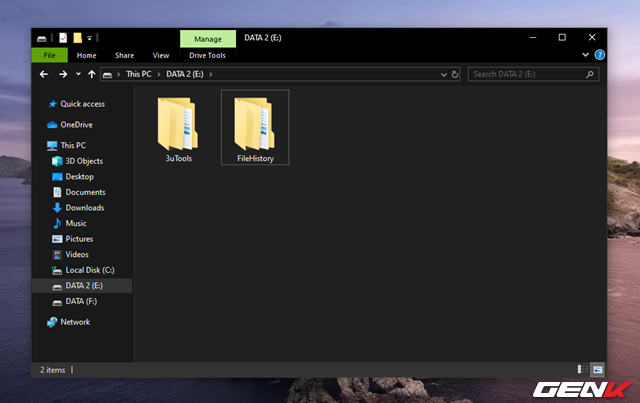 Manage
DATA 2 (E:)
File
Home
Share
View
Drive Tools
This PC
DATA 2 (E:)
Search DATA 2 (E:)
Quick access
OneDrive
This PC
3D Objects
Desktop
Documents
Downloads
Music
Pictures
Videos
Local Disk (C:)
DATA 2 (E:)
DATA (F:)
Network
3uTools
FileHistory
2 items
GENK